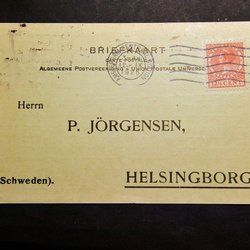 BRIEFKAART
CARTE POSTALE
ALGEMEENE POSTVEREENIGING - UNION POSTALE UNIVERSELLE
Herrn
P. JÖRGENSEN,
(Schweden).
HELSINGBORG